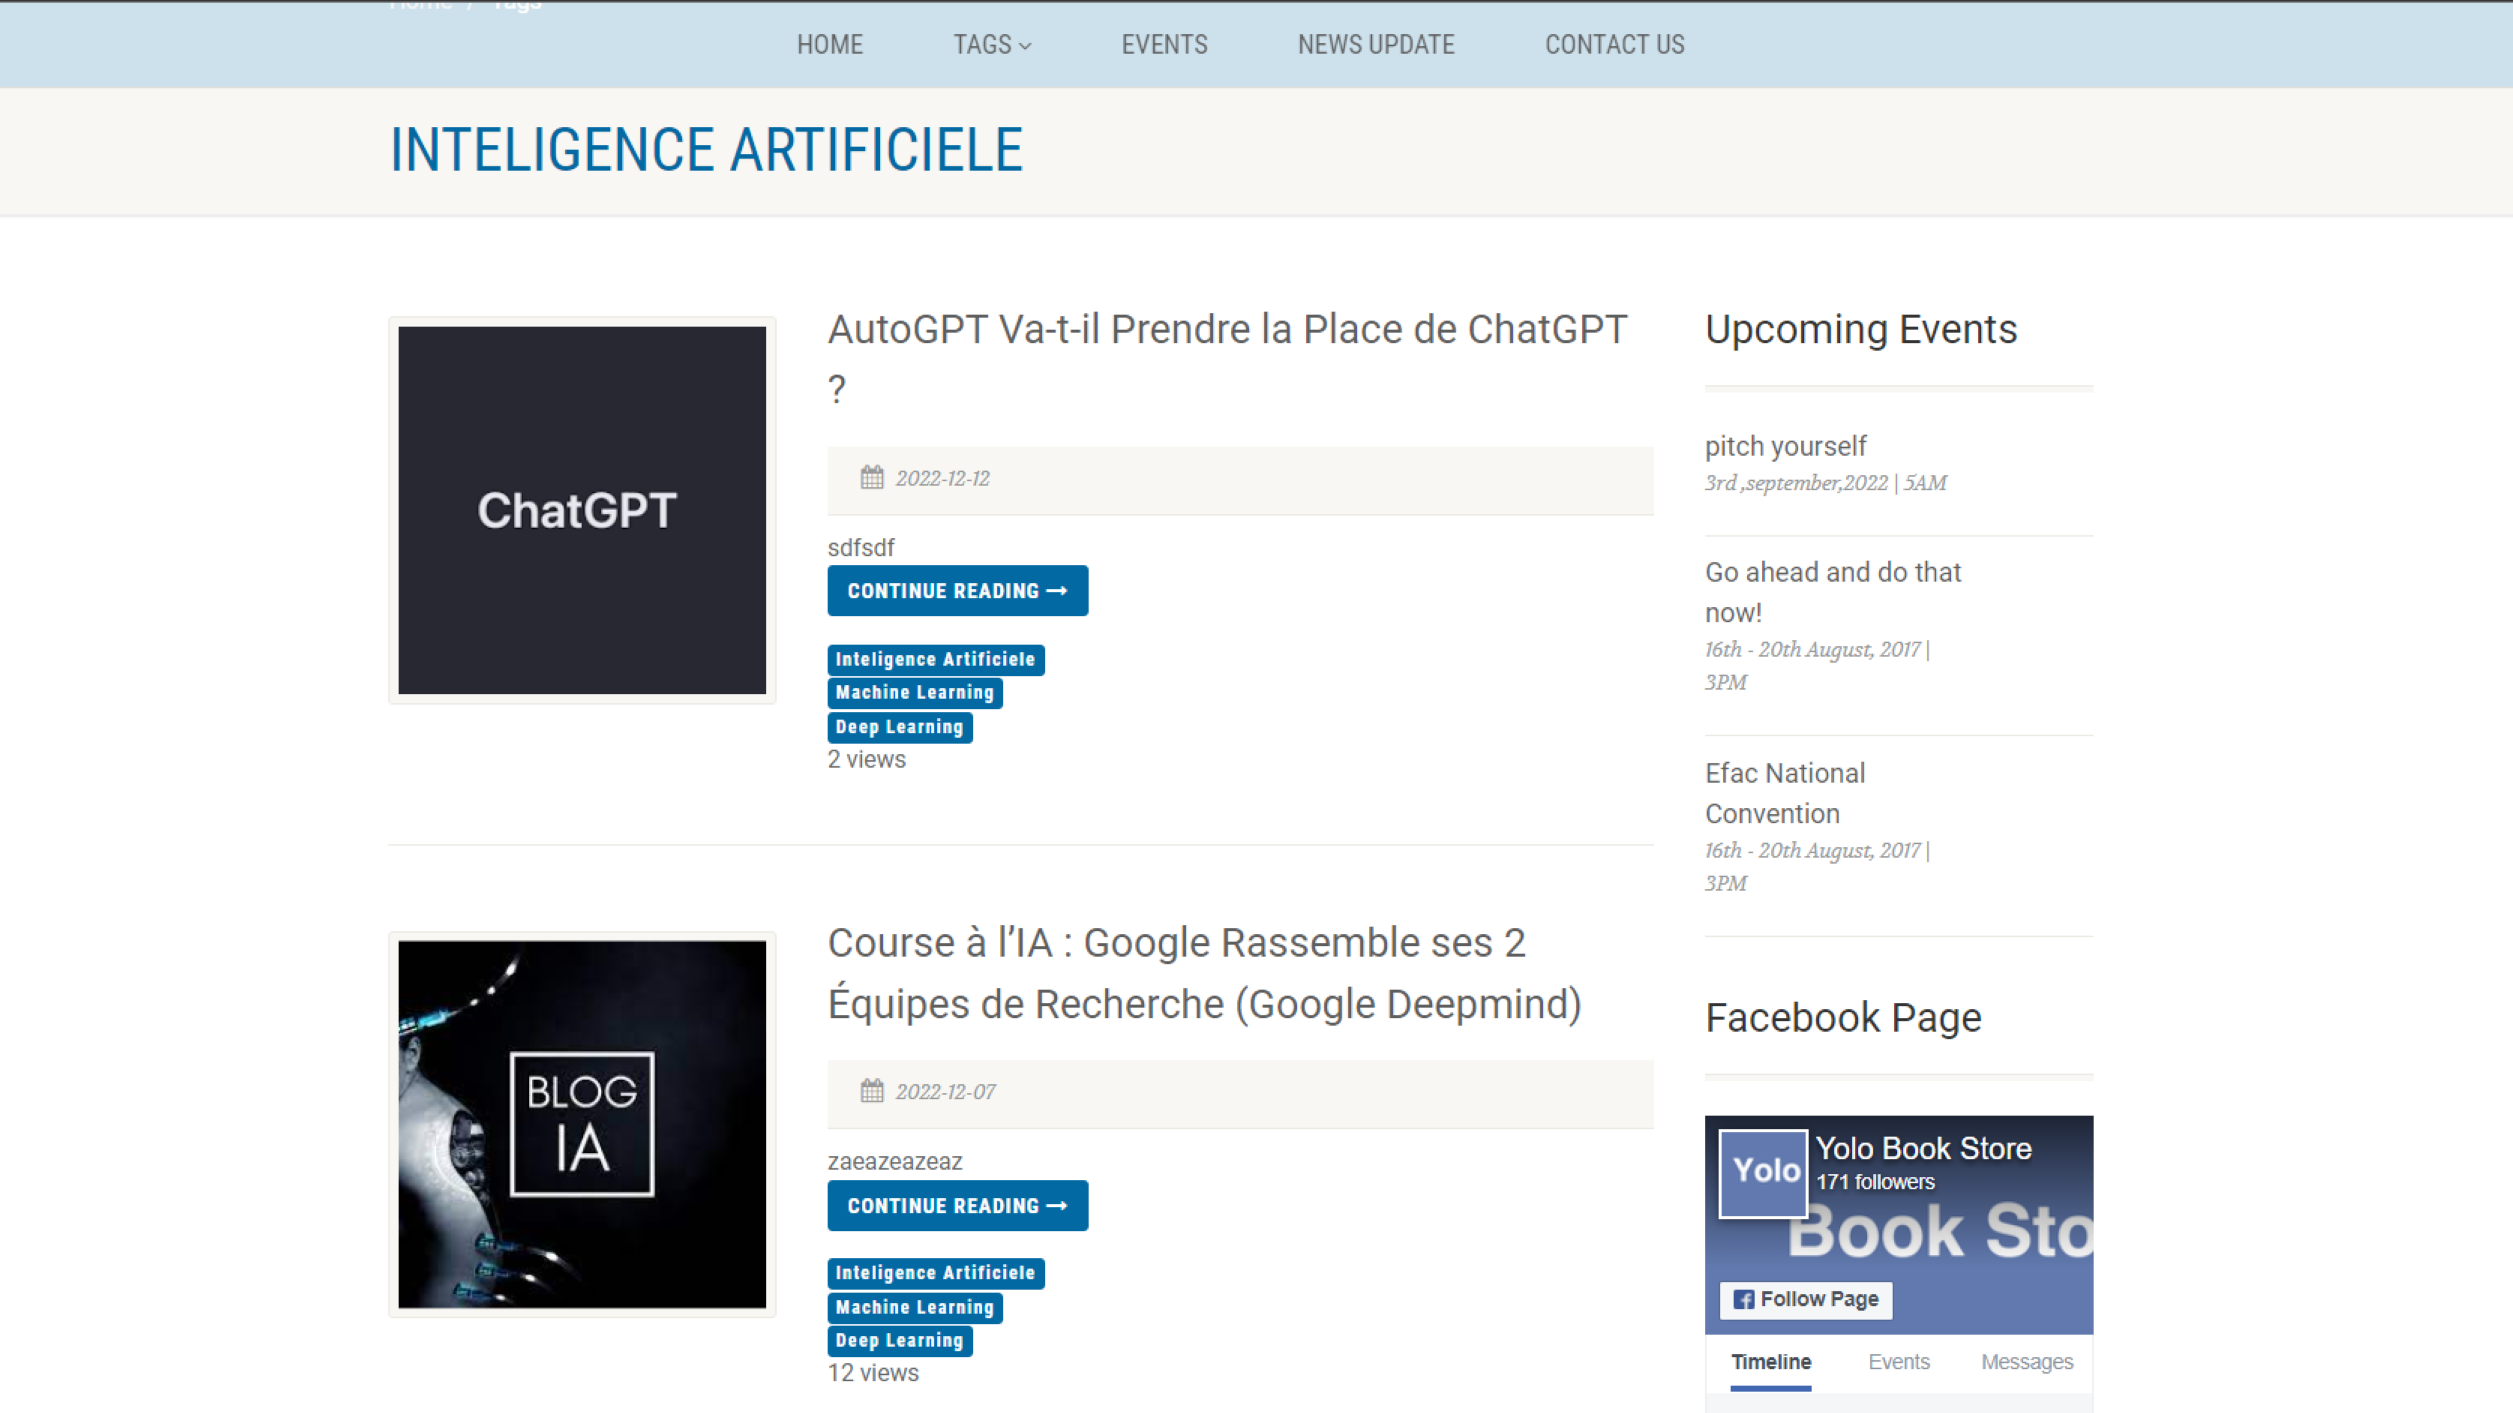 Home / Tags
HOME TAGS EVENTS NEWS UPDATE CONTACT US
INTELIGENCE ARTIFICIELE
ChatGPT
AutoGPT Va-t-il Prendre la Place de ChatGPT
?
2022-12-12
sdfsdf
CONTINUE READING →
Inteligence Artificiele
Machine Learning
Deep Learning
2 views
BLOG
IA
Course à l’IA : Google Rassemble ses 2
Équipes de Recherche (Google Deepmind)
2022-12-07
zaeazeazeaz
CONTINUE READING →
Inteligence Artificiele
Machine Learning
Deep Learning
12 views
Upcoming Events
pitch yourself
3rd ,september,2022 | 5AM
Go ahead and do that
now!
16th - 20th August, 2017 |
3PM
Efac National
Convention
16th - 20th August, 2017 |
3PM
Facebook Page
Yolo
Yolo Book Store
171 followers
Book Sto
Follow Page
Timeline Events Messages